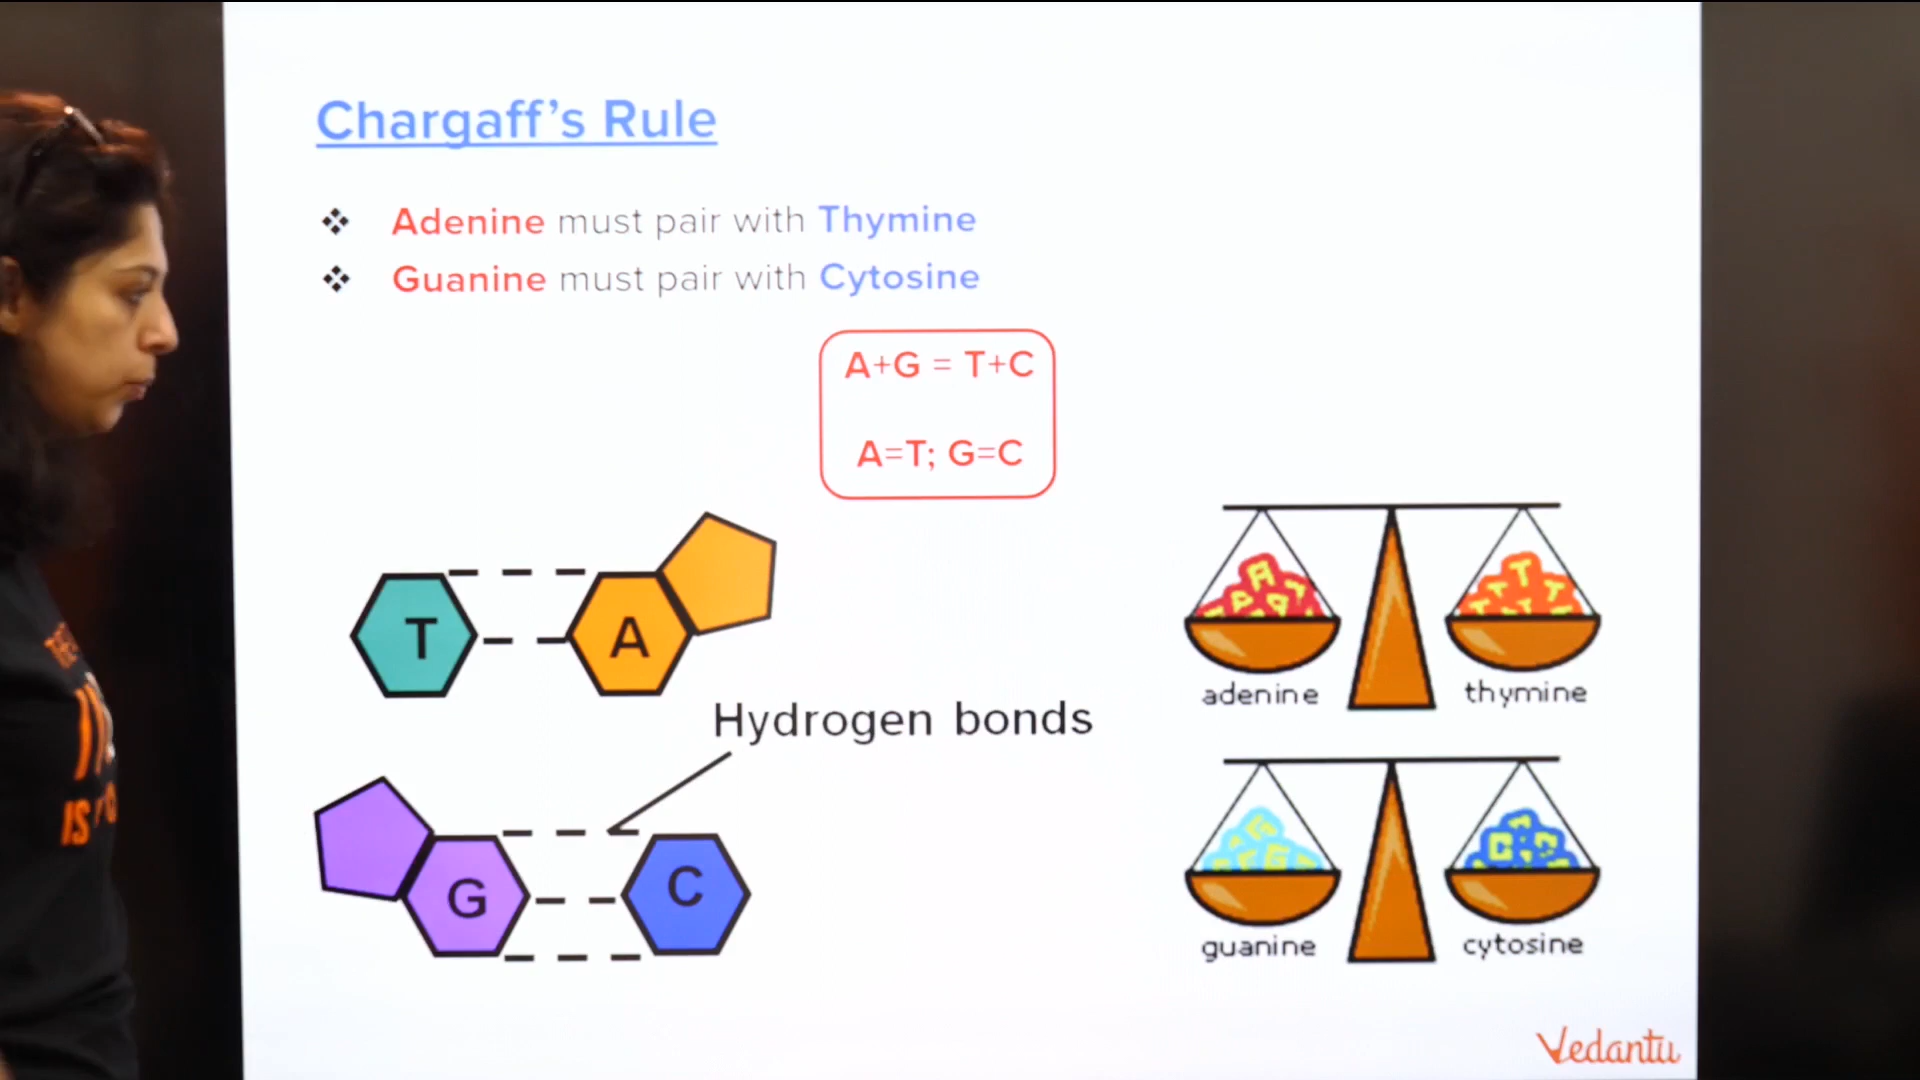 Chargaff's Rule
❖ Adenine must pair with Thymine
❖ Guanine must pair with Cytosine
A+G = T+C
A=T; G=C
T
A
Hydrogen bonds
G
C
A
T
adenine
thymine
guanine
cytosine
IS
Vedantu